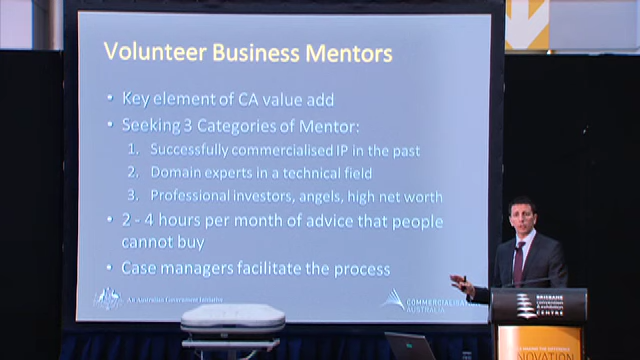 Volunteer Business Mentors
• Key element of CA value add
• Seeking 3 Categories of Mentor:
1. Successfully commercialised IP in the past
2. Domain experts in a technical field
3. Professional investors, angels, high net worth
• 2 - 4 hours per month of advice that people
cannot buy
• Case managers facilitate the process
An Australian Government Initiative
COMMERCIALISATION
AUSTRALIA
BRISBANE
convention
& exhibition
CENTRE